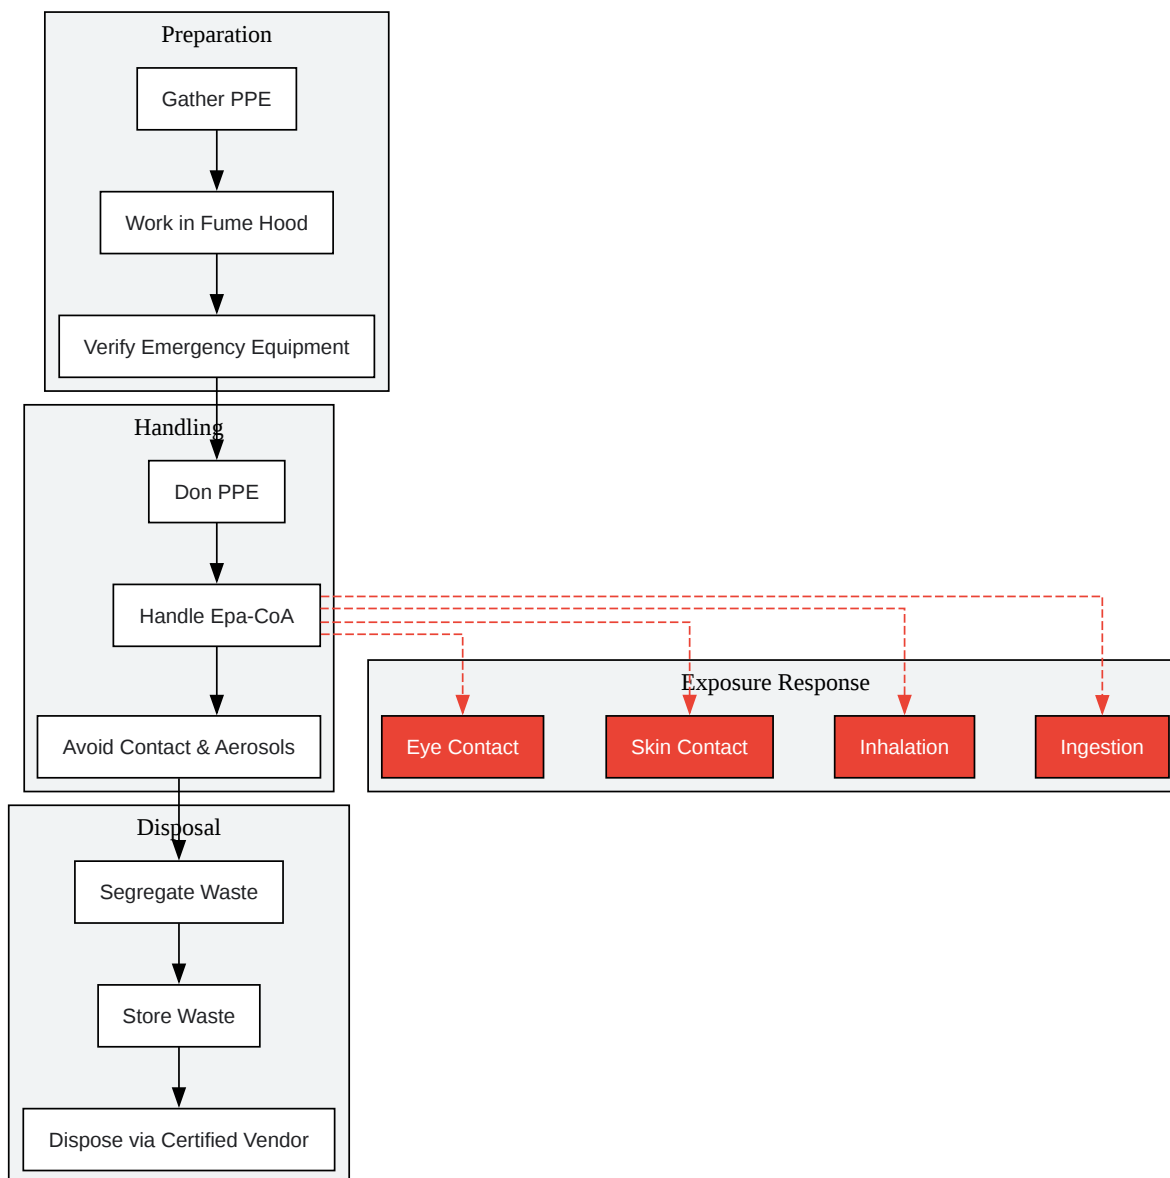 Preparation
Gather PPE
Work in Fume Hood
Verify Emergency Equipment
Handling
Don PPE
Handle Epa-CoA
Avoid Contact & Aerosols
Exposure Response
Eye Contact
Skin Contact
Inhalation
Ingestion
Disposal
Segregate Waste
Store Waste
Dispose via Certified Vendor